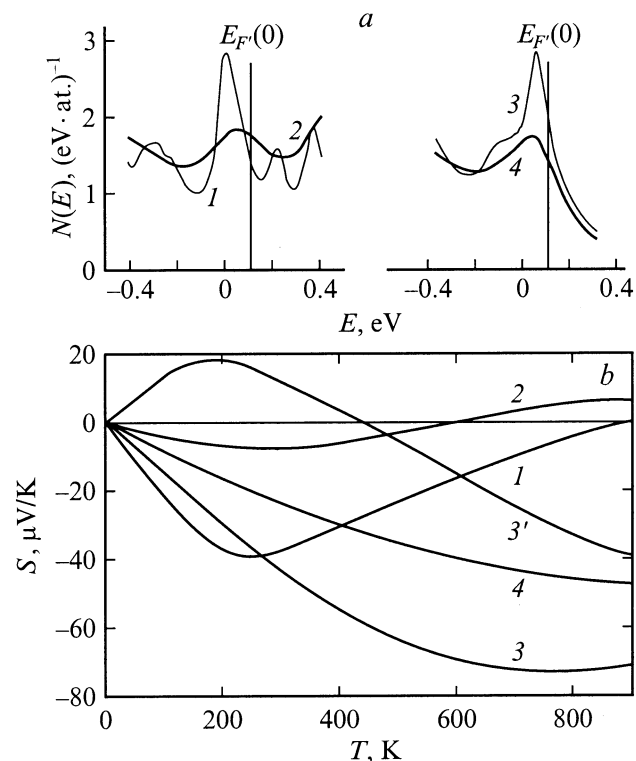 a
E_F′(0) E_F′(0)
3
2
1
0
N(E), (eV · at.)⁻¹
1 2 3 4
−0.4 0 0.4 −0.4 0 0.4
E, eV
b
20
0
−20
−40
−60
−80
S, μV/K
2
1
3′
4
3
0 200 400 600 800
T, K